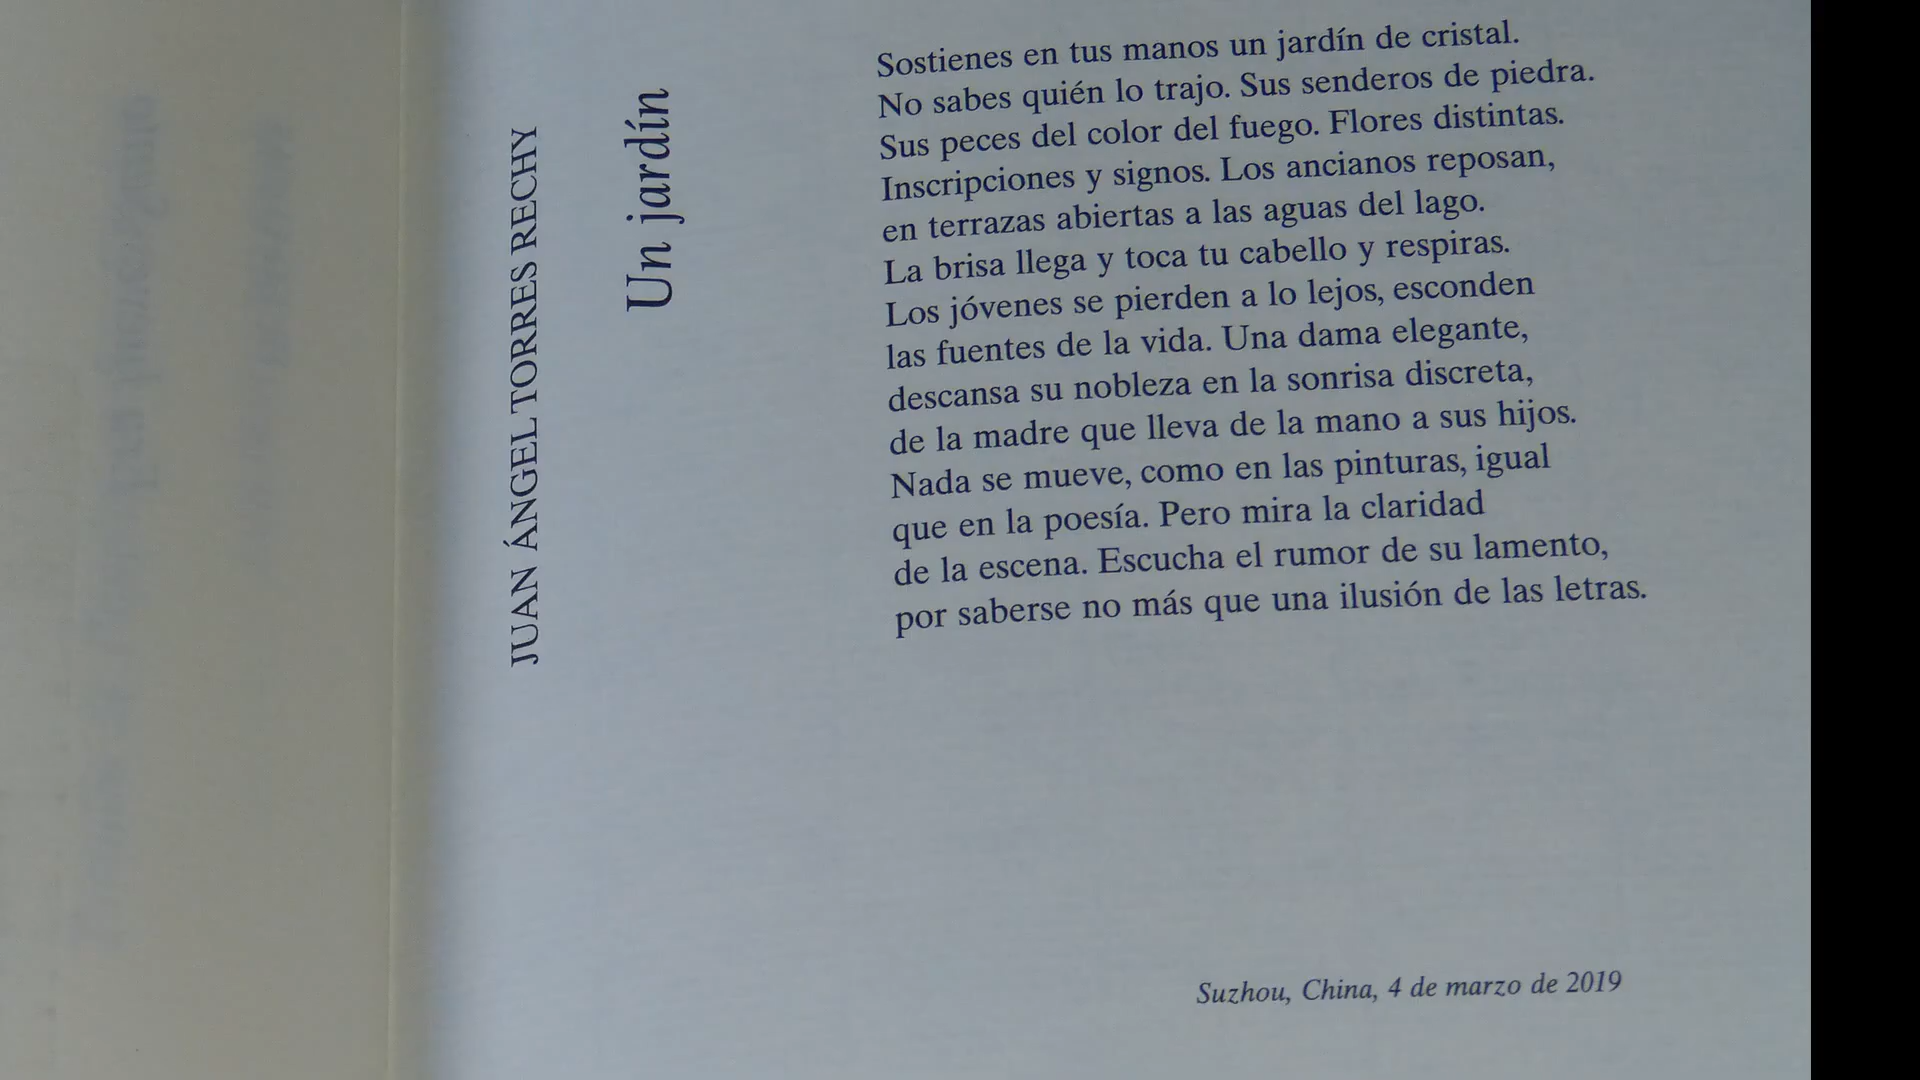 JUAN ÁNGEL TORRES RECHY
Un jardín
Sostienes en tus manos un jardín de cristal.
No sabes quién lo trajo. Sus senderos de piedra.
Sus peces del color del fuego. Flores distintas.
Inscripciones y signos. Los ancianos reposan,
en terrazas abiertas a las aguas del lago.
La brisa llega y toca tu cabello y respiras.
Los jóvenes se pierden a lo lejos, esconden
las fuentes de la vida. Una dama elegante,
descansa su nobleza en la sonrisa discreta,
de la madre que lleva de la mano a sus hijos.
Nada se mueve, como en las pinturas, igual
que en la poesía. Pero mira la claridad
de la escena. Escucha el rumor de su lamento,
por saberse no más que una ilusión de las letras.
Suzhou, China, 4 de marzo de 2019